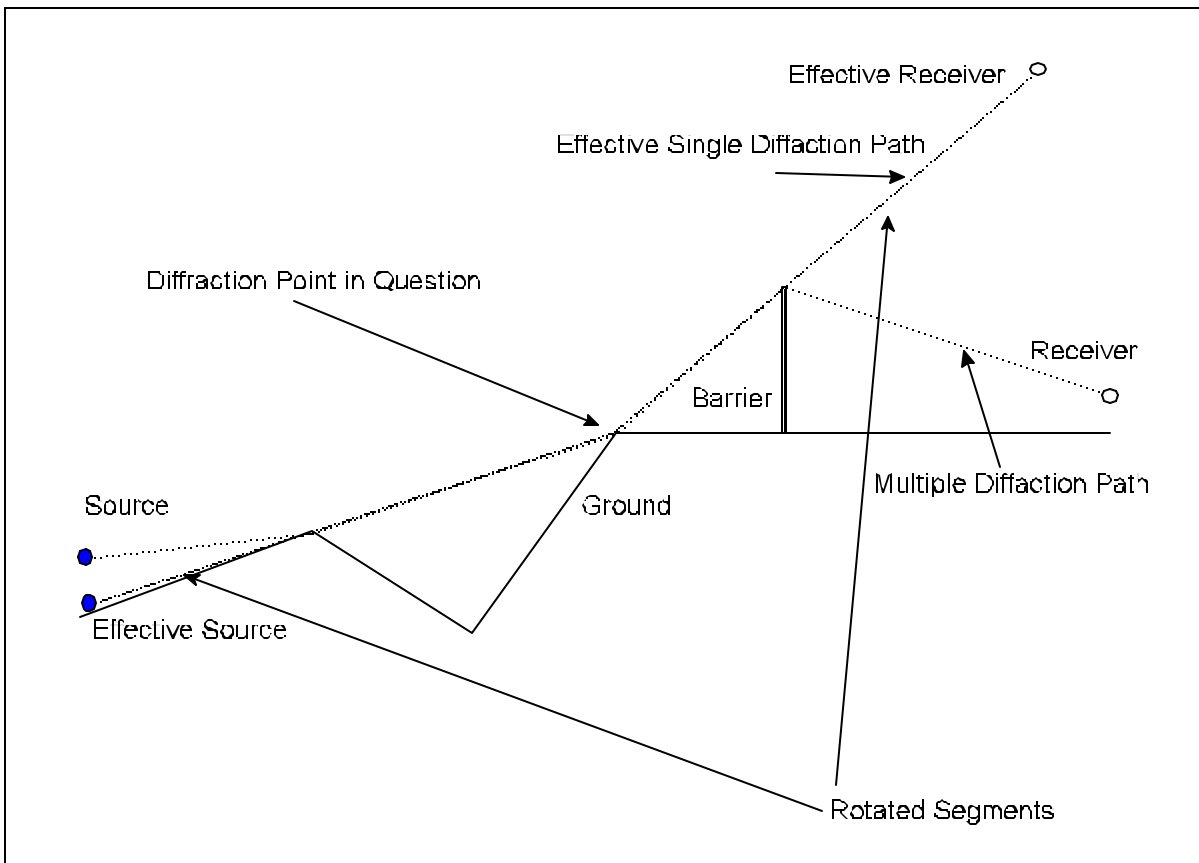 Effective Receiver
Effective Single Diffaction Path
Diffraction Point in Question
Receiver
Barrier
Multiple Diffaction Path
Source
Ground
Effective Source
Rotated Segments